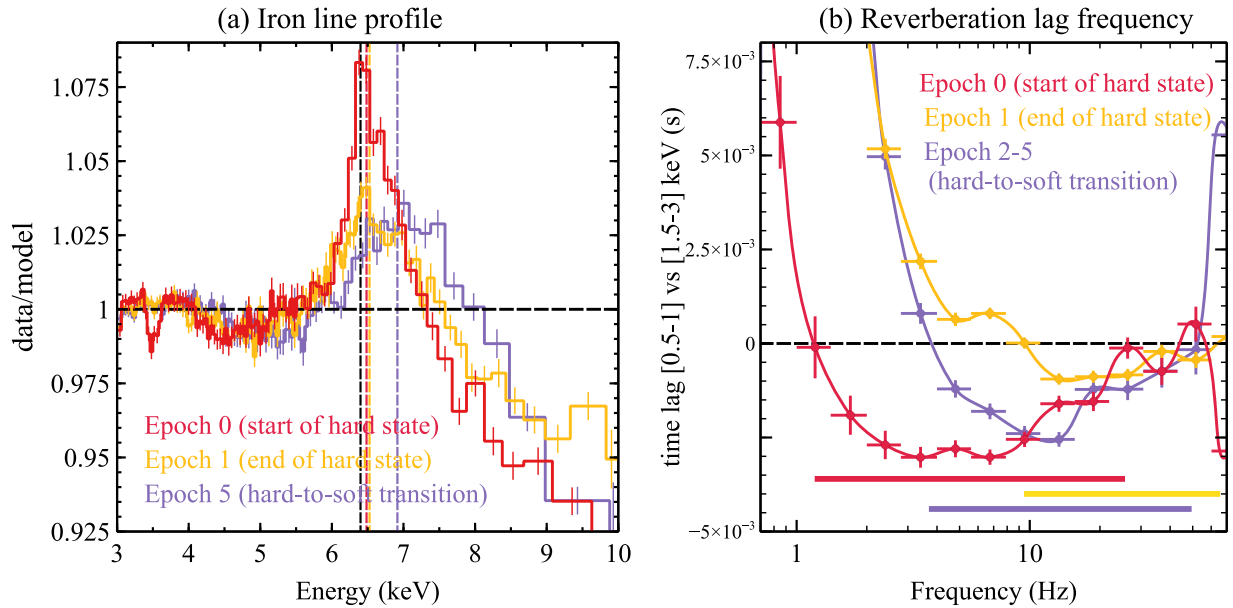 (a) Iron line profile
data/model
1.075
1.05
1.025
1
0.975
0.95
0.925
Epoch 0 (start of hard state)
Epoch 1 (end of hard state)
Epoch 5 (hard-to-soft transition)
3 4 5 6 7 8 9 10
Energy (keV)
(b) Reverberation lag frequency
time lag [0.5-1] vs [1.5-3] keV (s)
7.5×10⁻³
5×10⁻³
2.5×10⁻³
0
−5×10⁻³
Epoch 0 (start of hard state)
Epoch 1 (end of hard state)
Epoch 2-5
(hard-to-soft transition)
1 10
Frequency (Hz)